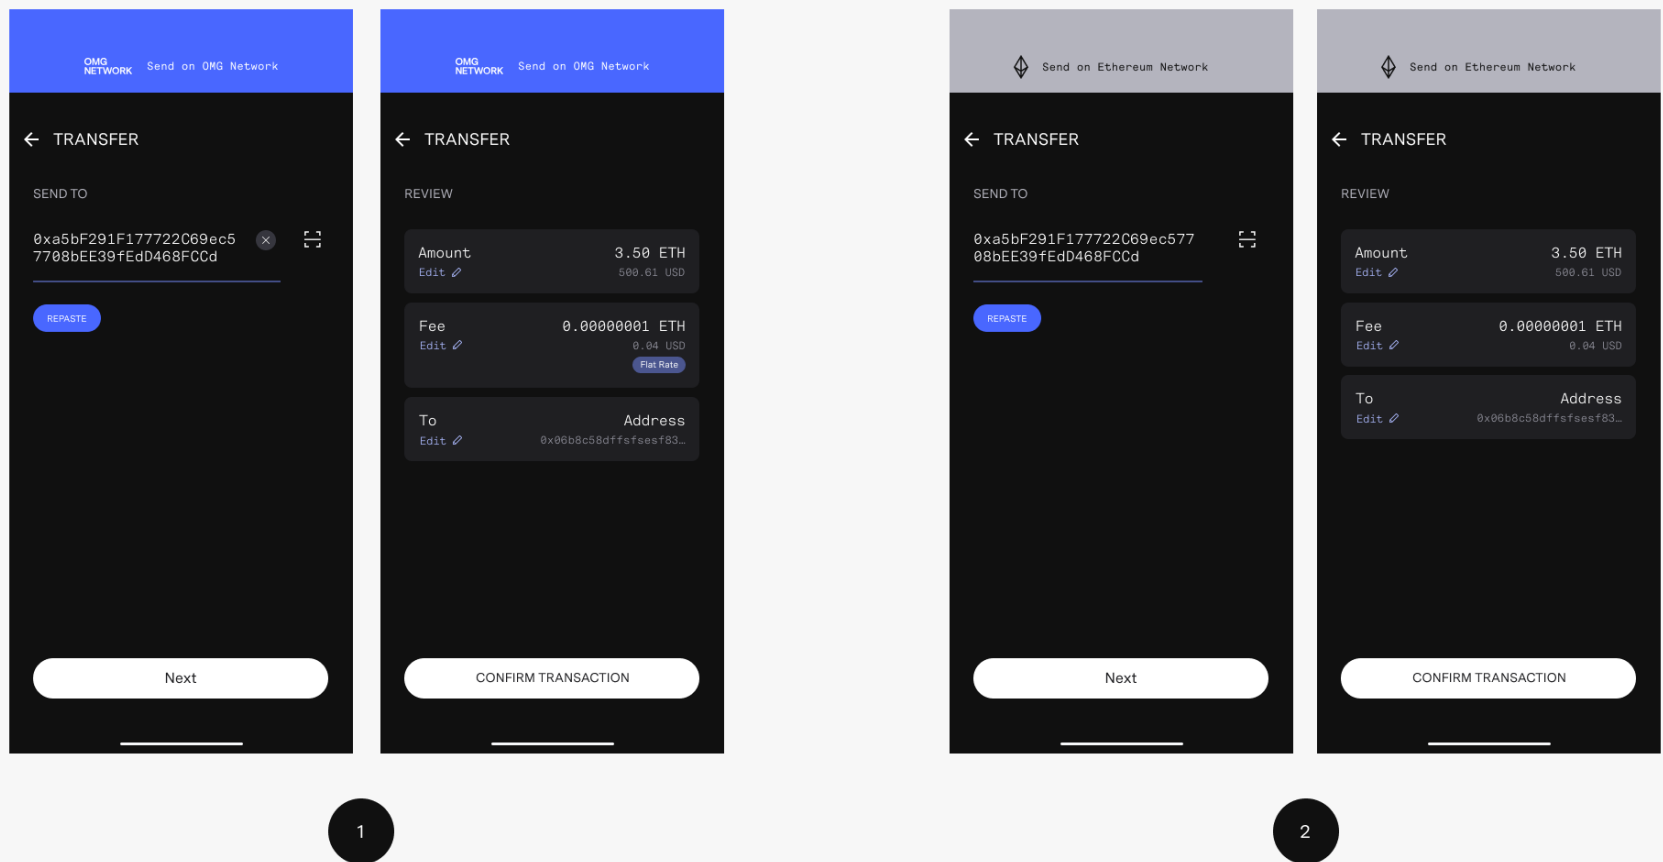 OMG
NETWORK
Send on OMG Network
TRANSFER
SEND TO
0xa5bF291F177722C69ec5
7708bEE39fEdD468FCCd
REPASTE
Next
OMG
NETWORK
Send on OMG Network
TRANSFER
REVIEW
Amount 3.50 ETH
Edit 500.61 USD
Fee 0.00000001 ETH
Edit 0.04 USD
Flat Rate
To Address
Edit 0x06b8c58dffsfsesf83…
CONFIRM TRANSACTION
1
Send on Ethereum Network
TRANSFER
SEND TO
0xa5bF291F177722C69ec577
08bEE39fEdD468FCCd
REPASTE
Next
Send on Ethereum Network
TRANSFER
REVIEW
Amount 3.50 ETH
Edit 500.61 USD
Fee 0.00000001 ETH
Edit 0.04 USD
To Address
Edit 0x06b8c58dffsfsesf83…
CONFIRM TRANSACTION
2